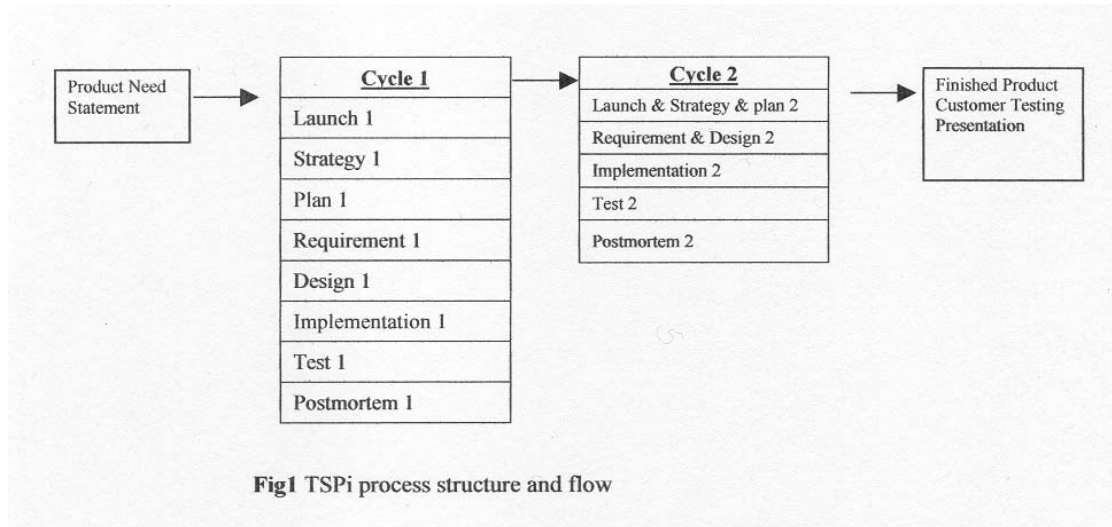 Product Need
Statement
Cycle 1
Launch 1
Strategy 1
Plan 1
Requirement 1
Design 1
Implementation 1
Test 1
Postmortem 1
Cycle 2
Launch & Strategy & plan 2
Requirement & Design 2
Implementation 2
Test 2
Postmortem 2
Finished Product
Customer Testing
Presentation
Fig1 TSPi process structure and flow